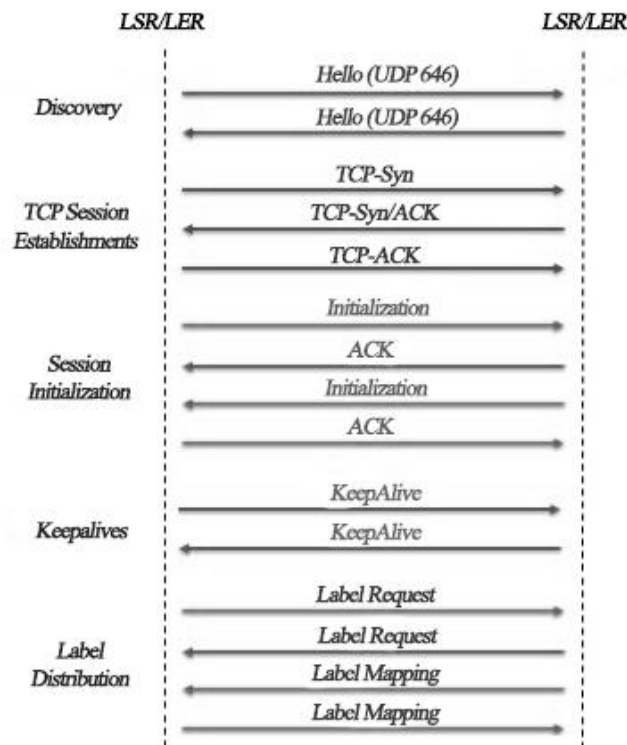 LSR/LER
LSR/LER
Hello (UDP 646)
Discovery
Hello (UDP 646)
TCP-Syn
TCP Session
Establishments
TCP-Syn/ACK
TCP-ACK
Initialization
Session
Initialization
ACK
Initialization
ACK
KeepAlive
Keepalives
KeepAlive
Label Request
Label
Distribution
Label Request
Label Mapping
Label Mapping